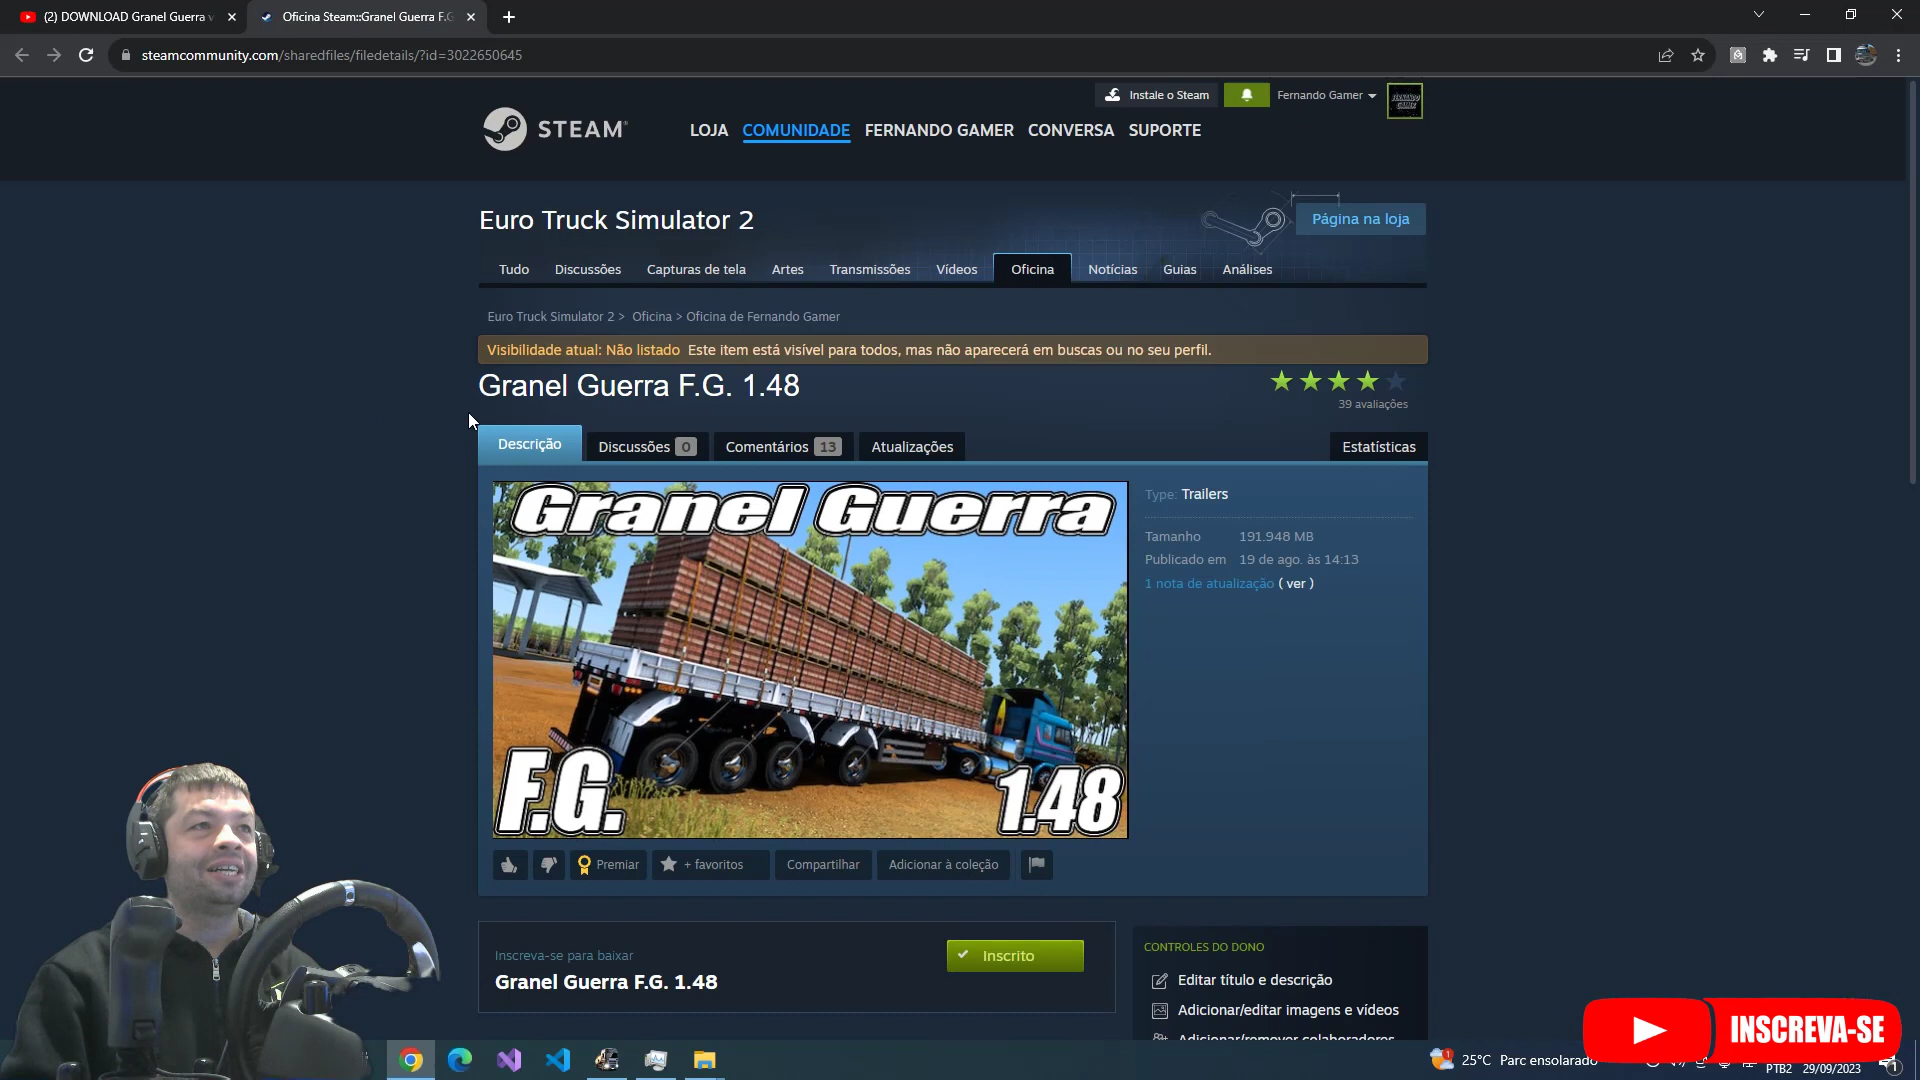 (2) DOWNLOAD Granel Guerra v
Oficina Steam::Granel Guerra F.G
steamcommunity.com/sharedfiles/filedetails/?id=3022650645
Instale o Steam
Fernando Gamer
STEAM
LOJA COMUNIDADE FERNANDO GAMER CONVERSA SUPORTE
Euro Truck Simulator 2
Página na loja
Tudo Discussões Capturas de tela Artes Transmissões Vídeos Oficina Notícias Guias Análises
Euro Truck Simulator 2 > Oficina > Oficina de Fernando Gamer
Visibilidade atual: Não listado Este item está visível para todos, mas não aparecerá em buscas ou no seu perfil.
Granel Guerra F.G. 1.48
39 avaliações
Descrição Discussões 0 Comentários 13 Atualizações Estatísticas
Granel Guerra
F.G.
1.48
Type: Trailers
Tamanho 191.948 MB
Publicado em 19 de ago. às 14:13
1 nota de atualização ( ver )
Premiar + favoritos Compartilhar Adicionar à coleção
Inscreva-se para baixar
Granel Guerra F.G. 1.48
Inscrito
CONTROLES DO DONO
Editar título e descrição
Adicionar/editar imagens e vídeos
Adicionar/remover colaboradores
INSCREVA-SE
25°C Parc ensolarado
PTB2 29/09/2023
1